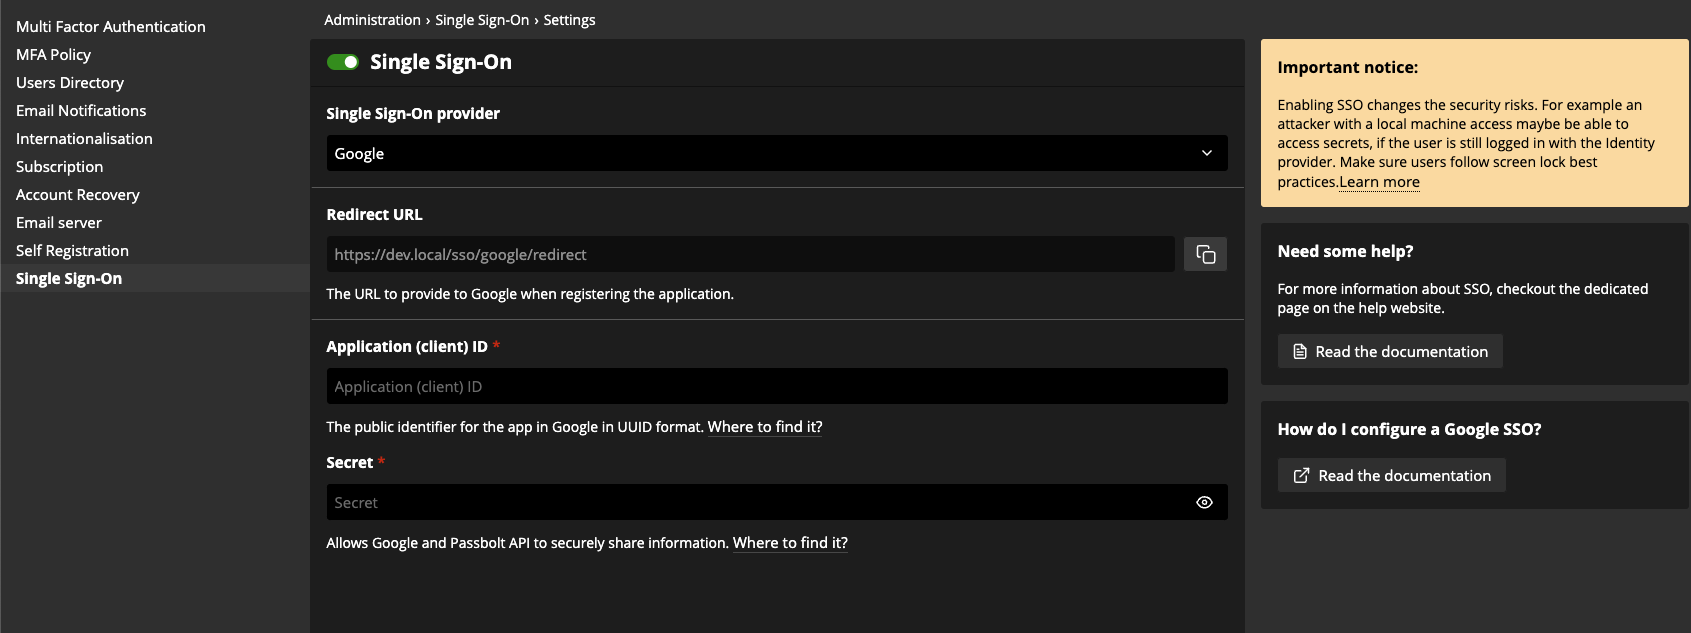 Multi Factor Authentication
MFA Policy
Users Directory
Email Notifications
Internationalisation
Subscription
Account Recovery
Email server
Self Registration
Single Sign-On
Administration › Single Sign-On › Settings
Single Sign-On
Single Sign-On provider
Google
Redirect URL
https://dev.local/sso/google/redirect
The URL to provide to Google when registering the application.
Application (client) ID *
Application (client) ID
The public identifier for the app in Google in UUID format. Where to find it?
Secret *
Secret
Allows Google and Passbolt API to securely share information. Where to find it?
Important notice:
Enabling SSO changes the security risks. For example an
attacker with a local machine access maybe be able to
access secrets, if the user is still logged in with the Identity
provider. Make sure users follow screen lock best
practices.Learn more
Need some help?
For more information about SSO, checkout the dedicated
page on the help website.
Read the documentation
How do I configure a Google SSO?
Read the documentation